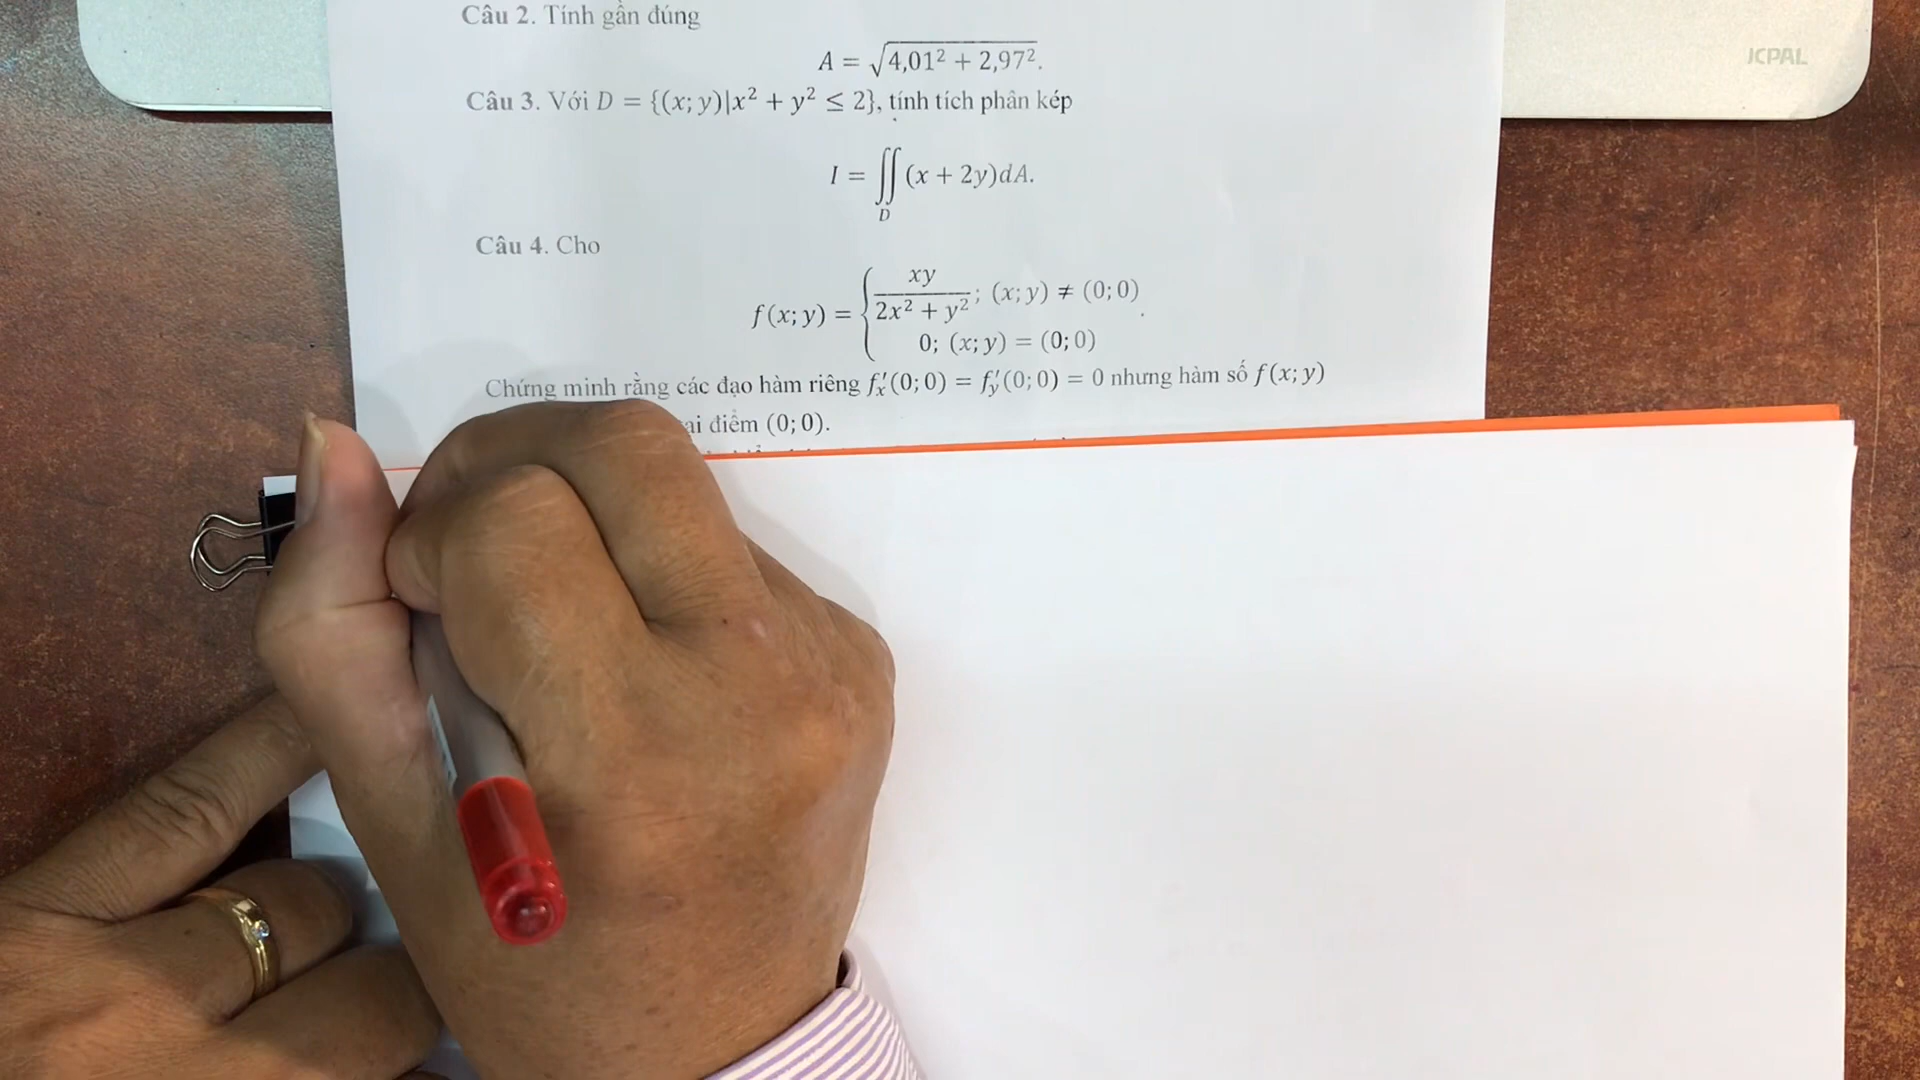 JCPAL
Câu 2. Tính gần đúng
A = √4,01² + 2,97².
Câu 3. Với D = {(x; y)|x² + y² ≤ 2}, tính tích phân kép
I = ∬ (x + 2y)dA.
D
Câu 4. Cho
f(x; y) = { xy / 2x² + y² ; (x; y) ≠ (0; 0)
0; (x; y) = (0; 0) .
Chứng minh rằng các đạo hàm riêng f′ₓ(0; 0) = f′ᵧ(0; 0) = 0 nhưng hàm số f(x; y)
điểm (0; 0).